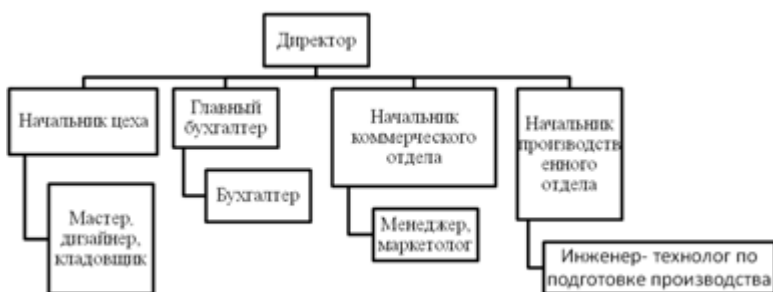 Директор
Начальник цеха
Главный
бухгалтер
Начальник
коммерческого
отдела
Начальник
производств
енного
отдела
Мастер,
дизайнер,
кладовщик
Бухгалтер
Менеджер,
маркетолог
Инженер- технолог по
подготовке производства